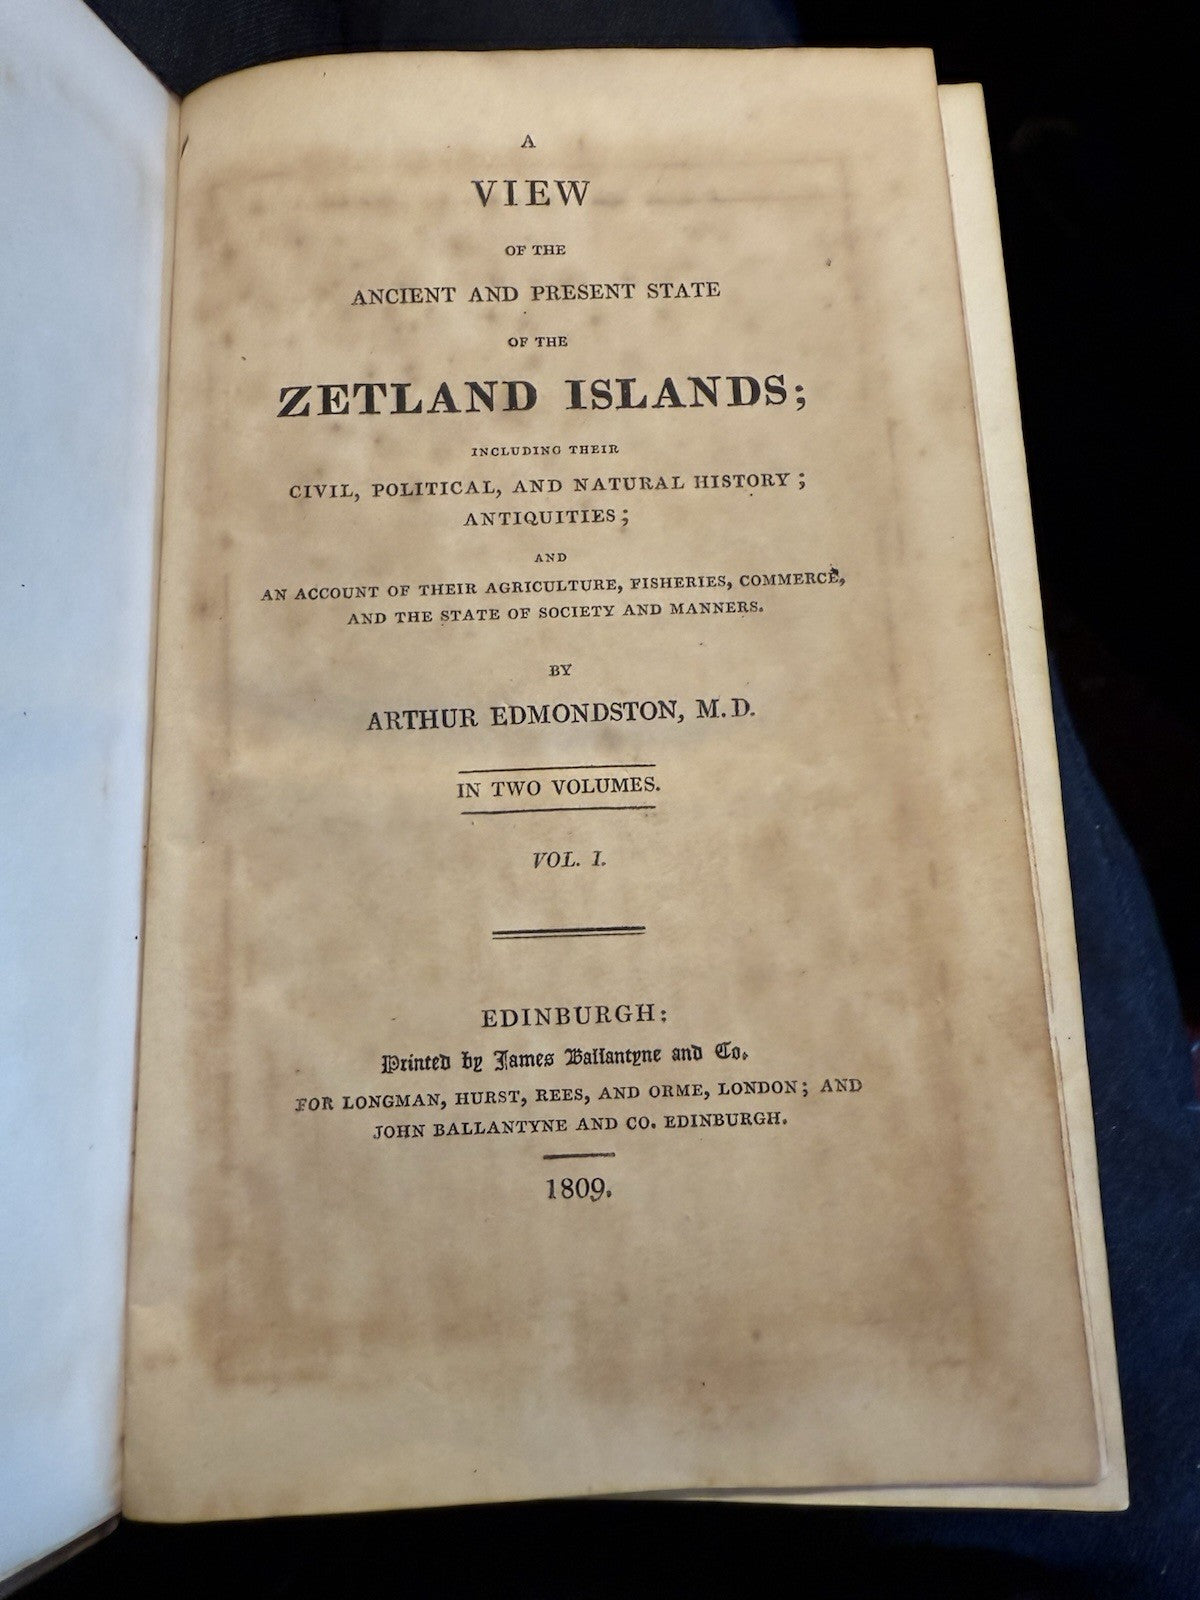 A
VIEW
OF THE
ANCIENT AND PRESENT STATE
OF THE
ZETLAND ISLANDS;
INCLUDING THEIR
CIVIL, POLITICAL, AND NATURAL HISTORY;
ANTIQUITIES;
AND
AN ACCOUNT OF THEIR AGRICULTURE, FISHERIES, COMMERCE,
AND THE STATE OF SOCIETY AND MANNERS.
BY
ARTHUR EDMONDSTON, M.D.
IN TWO VOLUMES.
VOL. I.
EDINBURGH:
Printed by James Ballantyne and Co.
FOR LONGMAN, HURST, REES, AND ORME, LONDON; AND
JOHN BALLANTYNE AND CO. EDINBURGH.
1809.